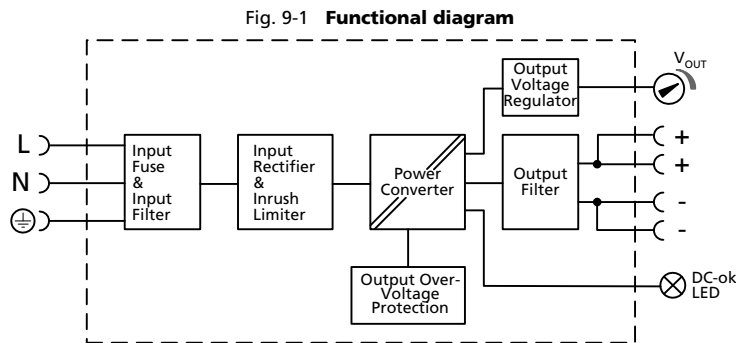 Fig. 9-1 Functional diagram
Output
Voltage
Regulator
VOUT
L
N
Input
Fuse
&
Input
Filter
Input
Rectifier
&
Inrush
Limiter
Power
Converter
Output
Filter
+
+
-
-
Output Over-
Voltage
Protection
DC-ok
LED